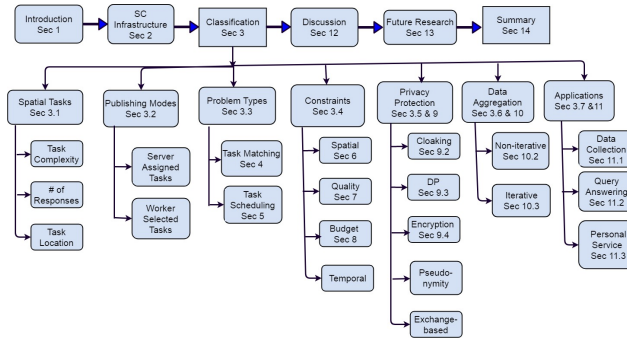 Introduction
Sec 1
SC
Infrastructure
Sec 2
Classification
Sec 3
Discussion
Sec 12
Future Research
Sec 13
Summary
Sec 14
Spatial Tasks
Sec 3.1
Publishing Modes
Sec 3.2
Problem Types
Sec 3.3
Constraints
Sec 3.4
Privacy
Protection
Sec 3.5 & 9
Data
Aggregation
Sec 3.6 & 10
Applications
Sec 3.7 &11
Task
Complexity
# of
Responses
Task
Location
Server
Assigned
Tasks
Worker
Selected
Tasks
Task Matching
Sec 4
Task
Scheduling
Sec 5
Spatial
Sec 6
Quality
Sec 7
Budget
Sec 8
Temporal
Cloaking
Sec 9.2
DP
Sec 9.3
Encryption
Sec 9.4
Pseudo-
nymity
Exchange-
based
Non-iterative
Sec 10.2
Iterative
Sec 10.3
Data
Collection
Sec 11.1
Query
Answering
Sec 11.2
Personal
Service
Sec 11.3